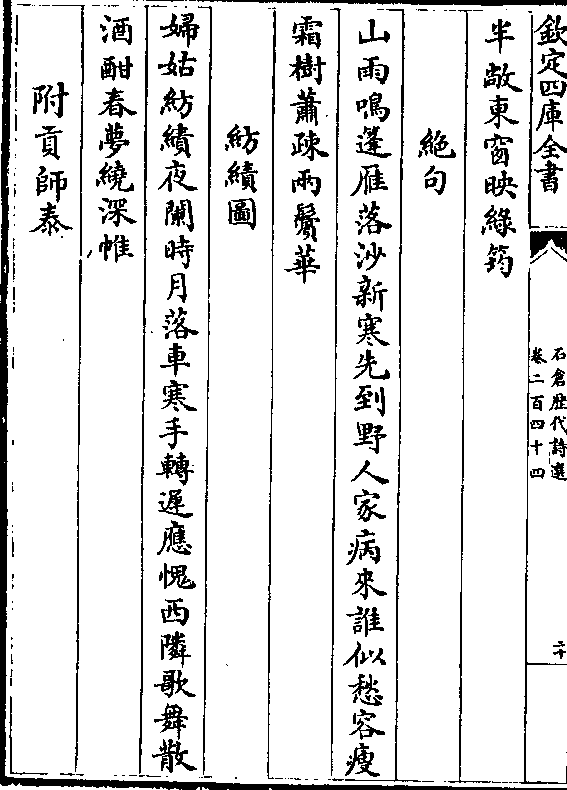 欽定四庫全書
石倉歴代詩選
卷二百四十四
二十
半敞東窗映綠筠
絶句
山雨鳴蓬雁落沙新寒先到野人家病來誰似愁容瘦
霜樹蕭疎兩鬢華
紡績圖
婦姑紡績夜闌時月落車寒手轉遲應愧西隣歌舞散
酒酣春夢繞深帷
附貢師泰